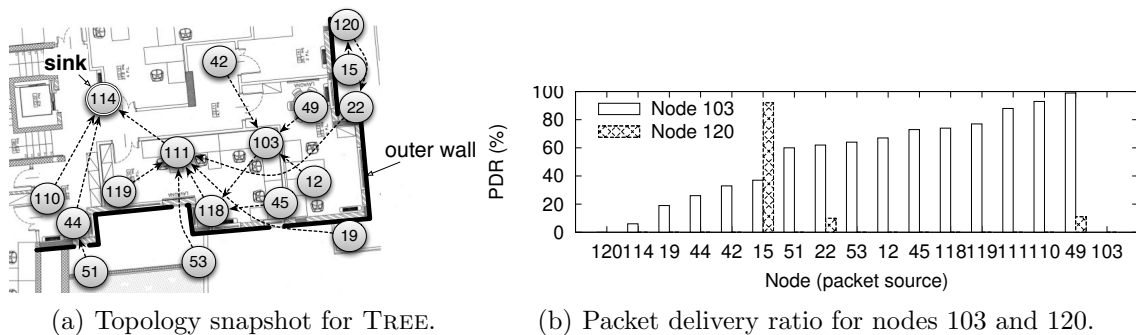 120
42
sink
15
114
49
22
103
111
outer wall
119
12
110
118
45
44
19
53
51
(a) Topology snapshot for TREE.
100
80
60
40
20
0
PDR (%)
Node 103
Node 120
120 114 19 44 42 15 51 22 53 12 45 118 119 111 110 49 103
Node (packet source)
(b) Packet delivery ratio for nodes 103 and 120.